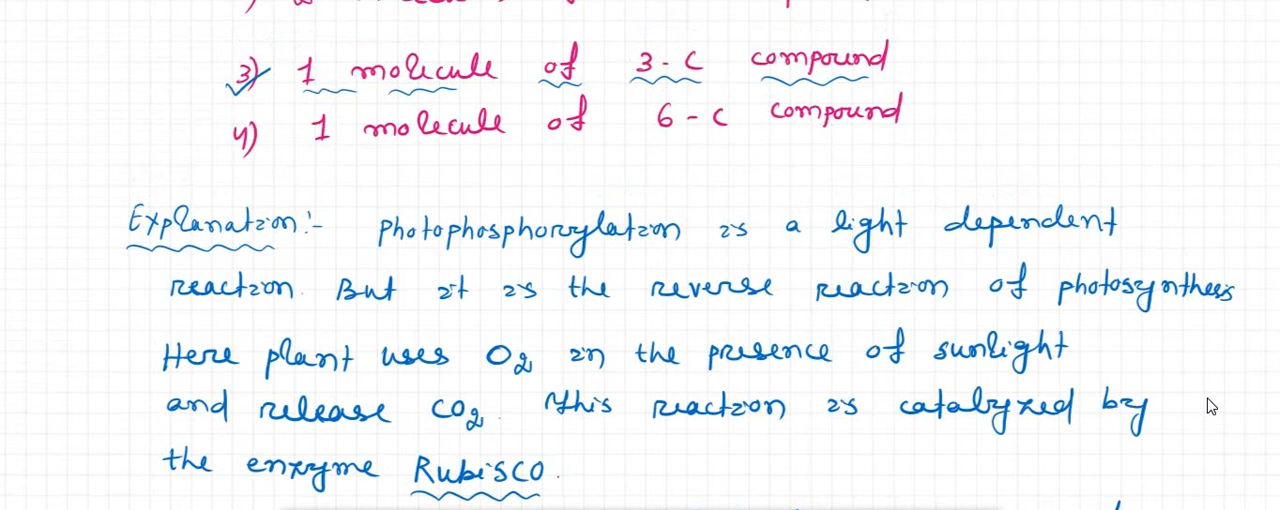 3) 1 molecule of 3-C compound
4) 1 molecule of 6-C compound
Explanation:- Photophosphorylation is a light dependent
reaction. But it is the reverse reaction of photosynthesis
Here plant uses O2 in the presence of sunlight
and release CO2. This reaction is catalyzed by
the enzyme RubisCO.